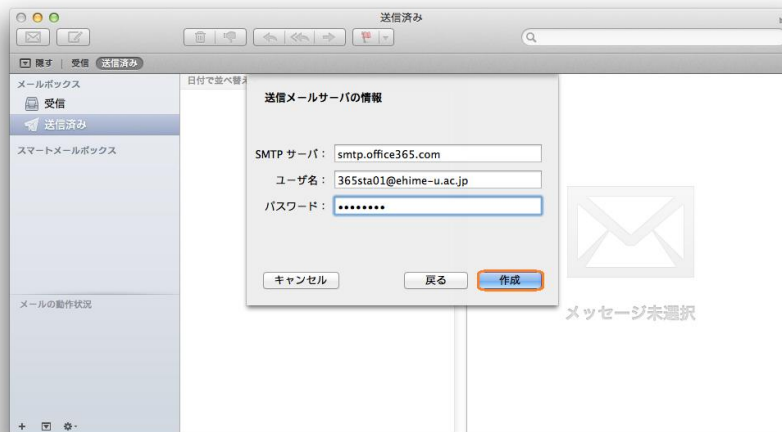 送信済み
隠す 受信 送信済み
メールボックス
受信
送信済み
スマートメールボックス
メールの動作状況
日付で並べ替え
送信メールサーバの情報
SMTP サーバ： smtp.office365.com
ユーザ名： 365sta01@ehime-u.ac.jp
パスワード： ••••••••
キャンセル 戻る 作成
メッセージ未選択